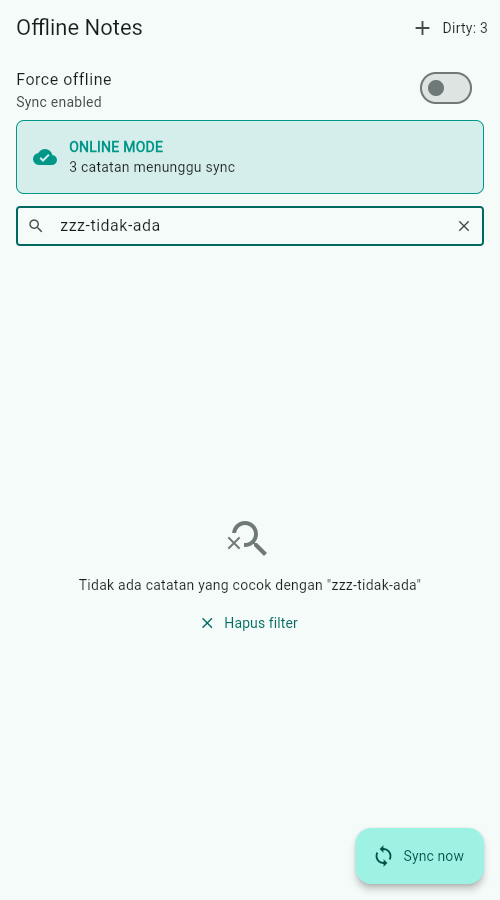 Offline Notes
Dirty: 3
Force offline
Sync enabled
ONLINE MODE
3 catatan menunggu sync
zzz-tidak-ada
Tidak ada catatan yang cocok dengan "zzz-tidak-ada"
Hapus filter
Sync now